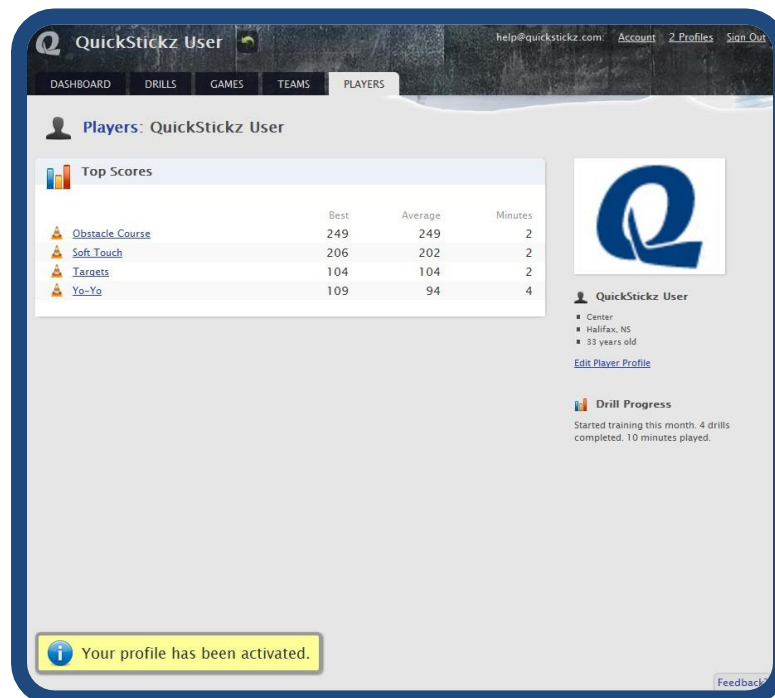 QuickStickz User
help@quickstickz.com: Account 2 Profiles Sign Out
DASHBOARD DRILLS GAMES TEAMS PLAYERS
Players: QuickStickz User
Top Scores
Best Average Minutes
Obstacle Course 249 249 2
Soft Touch 206 202 2
Targets 104 104 2
Yo-Yo 109 94 4
QuickStickz User
Center
Halifax, NS
33 years old
Edit Player Profile
Drill Progress
Started training this month. 4 drills
completed. 10 minutes played.
Your profile has been activated.
Feedback